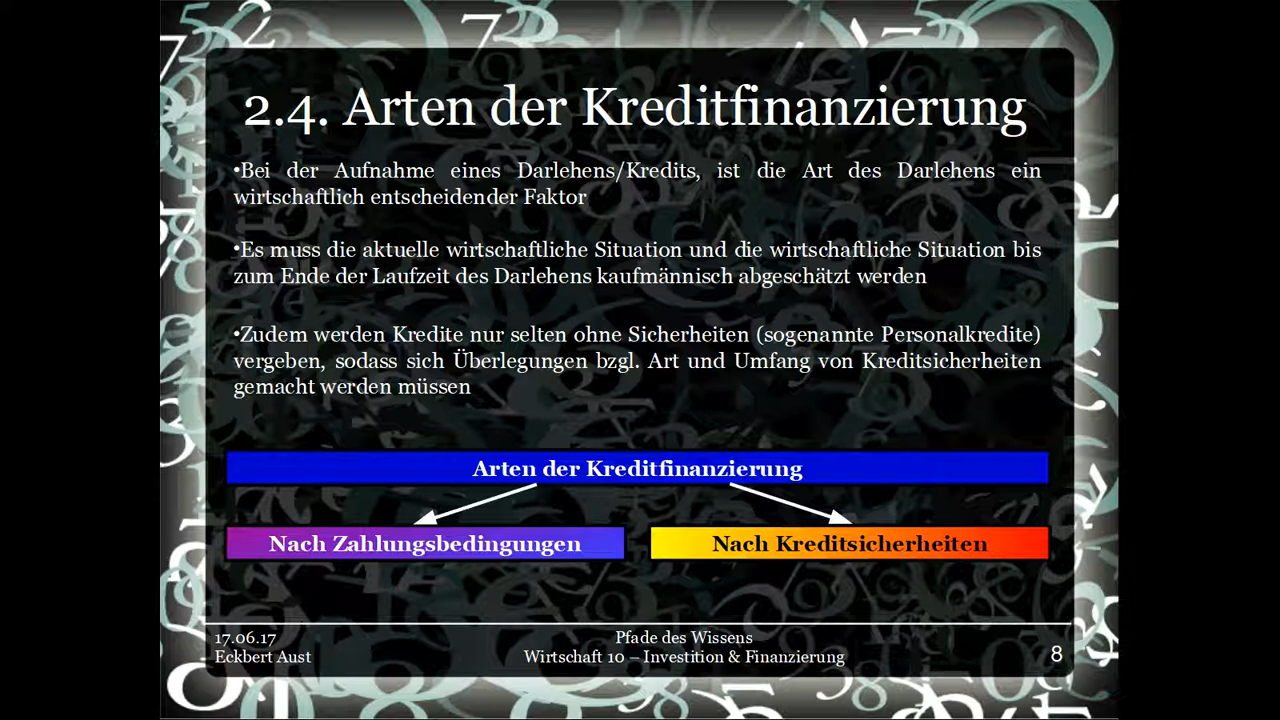 2.4. Arten der Kreditfinanzierung
•Bei der Aufnahme eines Darlehens/Kredits, ist die Art des Darlehens ein
wirtschaftlich entscheidender Faktor
•Es muss die aktuelle wirtschaftliche Situation und die wirtschaftliche Situation bis
zum Ende der Laufzeit des Darlehens kaufmännisch abgeschätzt werden
•Zudem werden Kredite nur selten ohne Sicherheiten (sogenannte Personalkredite)
vergeben, sodass sich Überlegungen bzgl. Art und Umfang von Kreditsicherheiten
gemacht werden müssen
Arten der Kreditfinanzierung
Nach Zahlungsbedingungen
Nach Kreditsicherheiten
17.06.17
Eckbert Aust
Pfade des Wissens
Wirtschaft 10 – Investition & Finanzierung
8